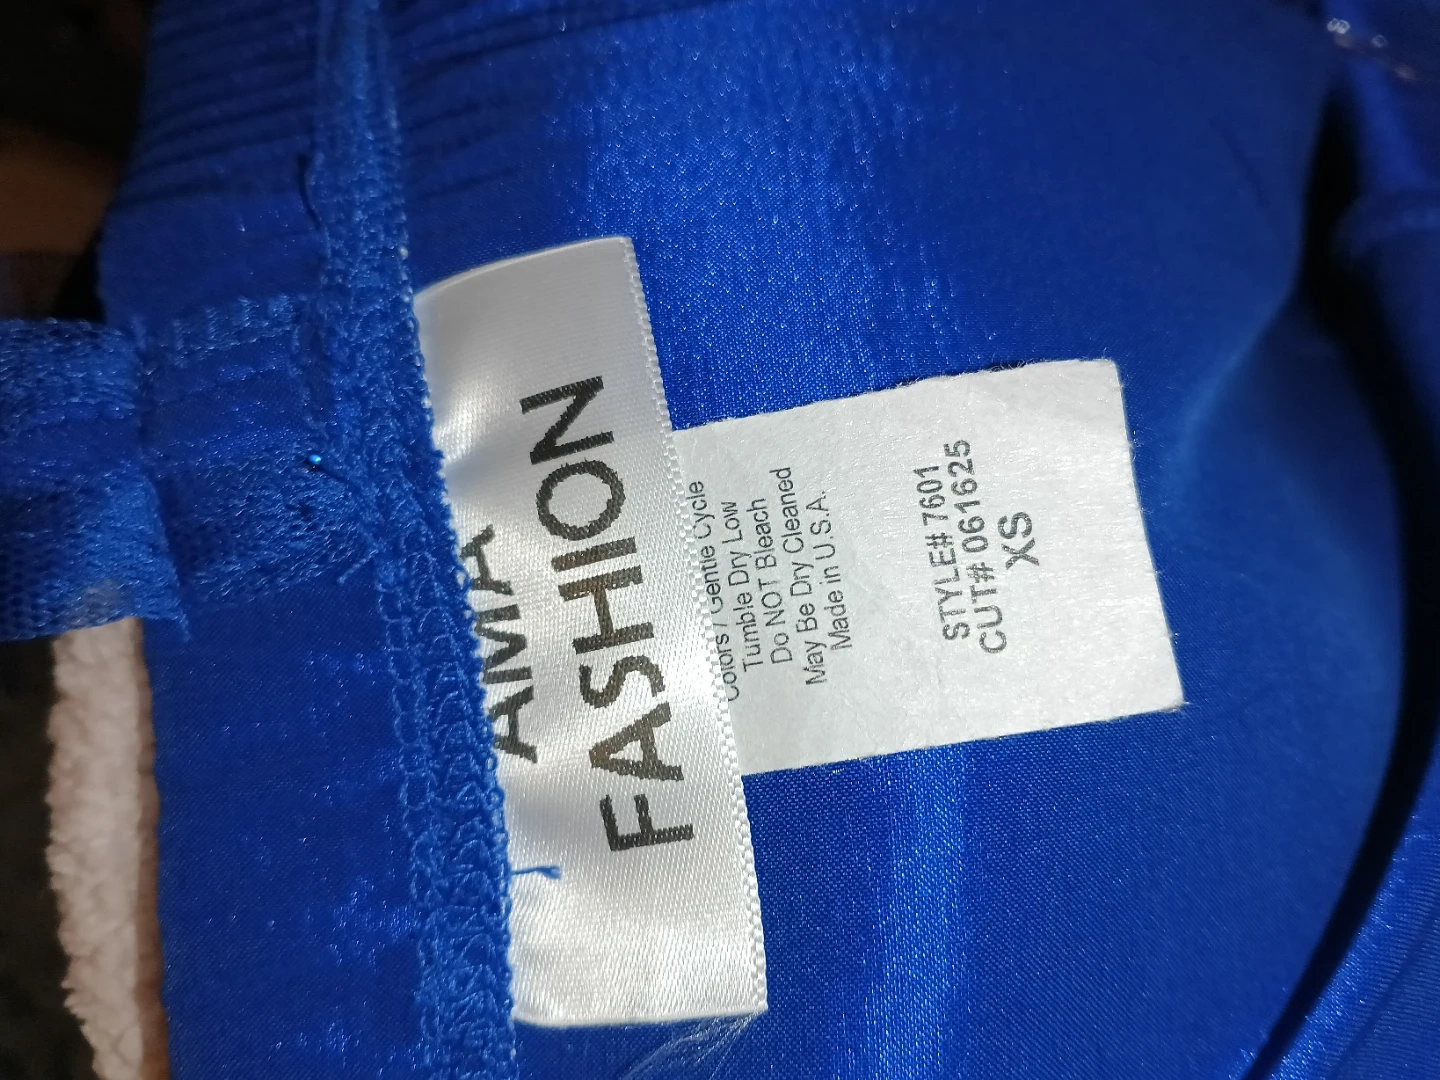 AMA
FASHION
Colors / Gentle Cycle
Tumble Dry Low
Do NOT Bleach
May Be Dry Cleaned
Made in U.S.A.
STYLE# 7601
CUT# 061625
XS